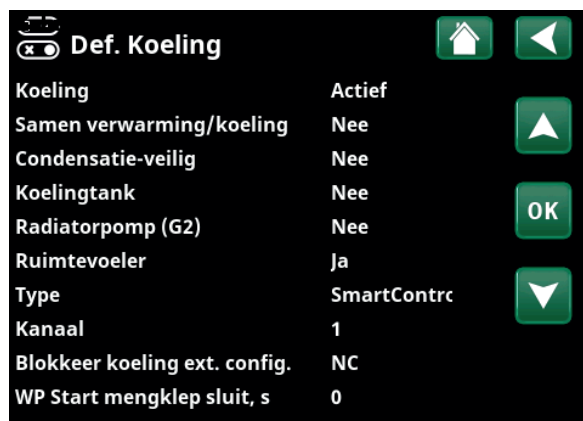 Def. Koeling
Koeling Actief
Samen verwarming/koeling Nee
Condensatie-veilig Nee
Koelingtank Nee
OK
Radiatorpomp (G2) Nee
Ruimtevoeler Ja
Type SmartContrc
Kanaal 1
Blokkeer koeling ext. config. NC
WP Start mengklep sluit, s 0